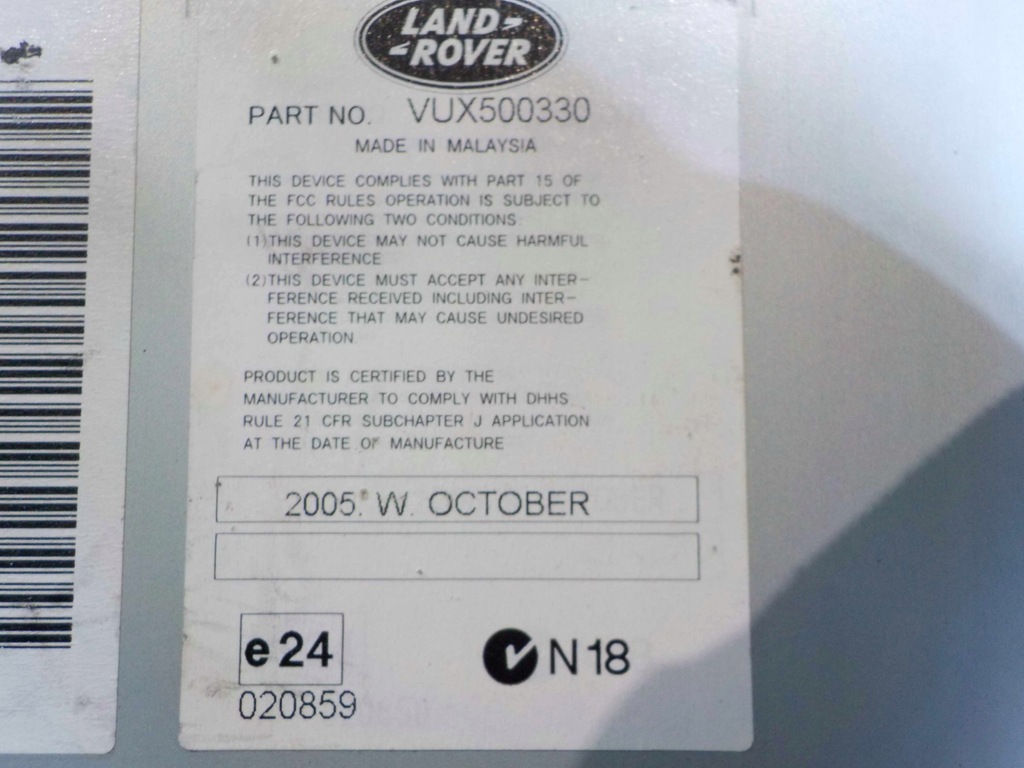 LAND-
-ROVER
PART NO. VUX500330
MADE IN MALAYSIA
THIS DEVICE COMPLIES WITH PART 15 OF
THE FCC RULES OPERATION IS SUBJECT TO
THE FOLLOWING TWO CONDITIONS:
(1)THIS DEVICE MAY NOT CAUSE HARMFUL
INTERFERENCE
(2)THIS DEVICE MUST ACCEPT ANY INTER-
FERENCE RECEIVED INCLUDING INTER-
FERENCE THAT MAY CAUSE UNDESIRED
OPERATION
PRODUCT IS CERTIFIED BY THE
MANUFACTURER TO COMPLY WITH DHHS
RULE 21 CFR SUBCHAPTER J APPLICATION
AT THE DATE OF MANUFACTURE
2005. W. OCTOBER
e24
N18
020859